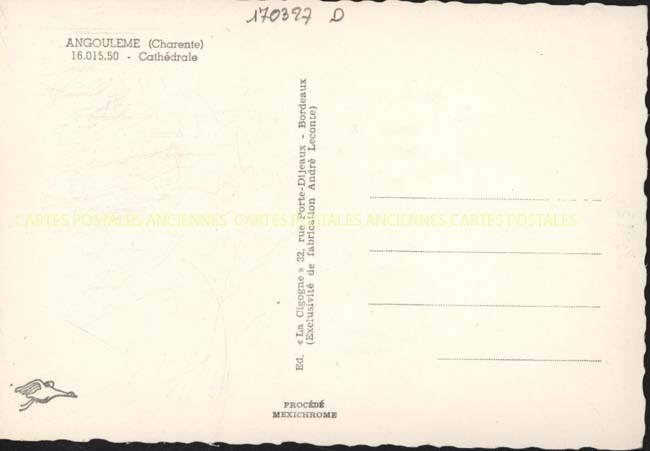 170327 D
ANGOULEME (Charente)
16.015.50 - Cathédrale
Ed. « La Cigogne » 32, rue Porte-Dijeaux - Bordeaux
(Exclusivité de fabrication André Leconte)
CARTES POSTALES ANCIENNES CARTES POSTALES ANCIENNES CARTES POSTALES
PROCÉDÉ
MEXICHROME